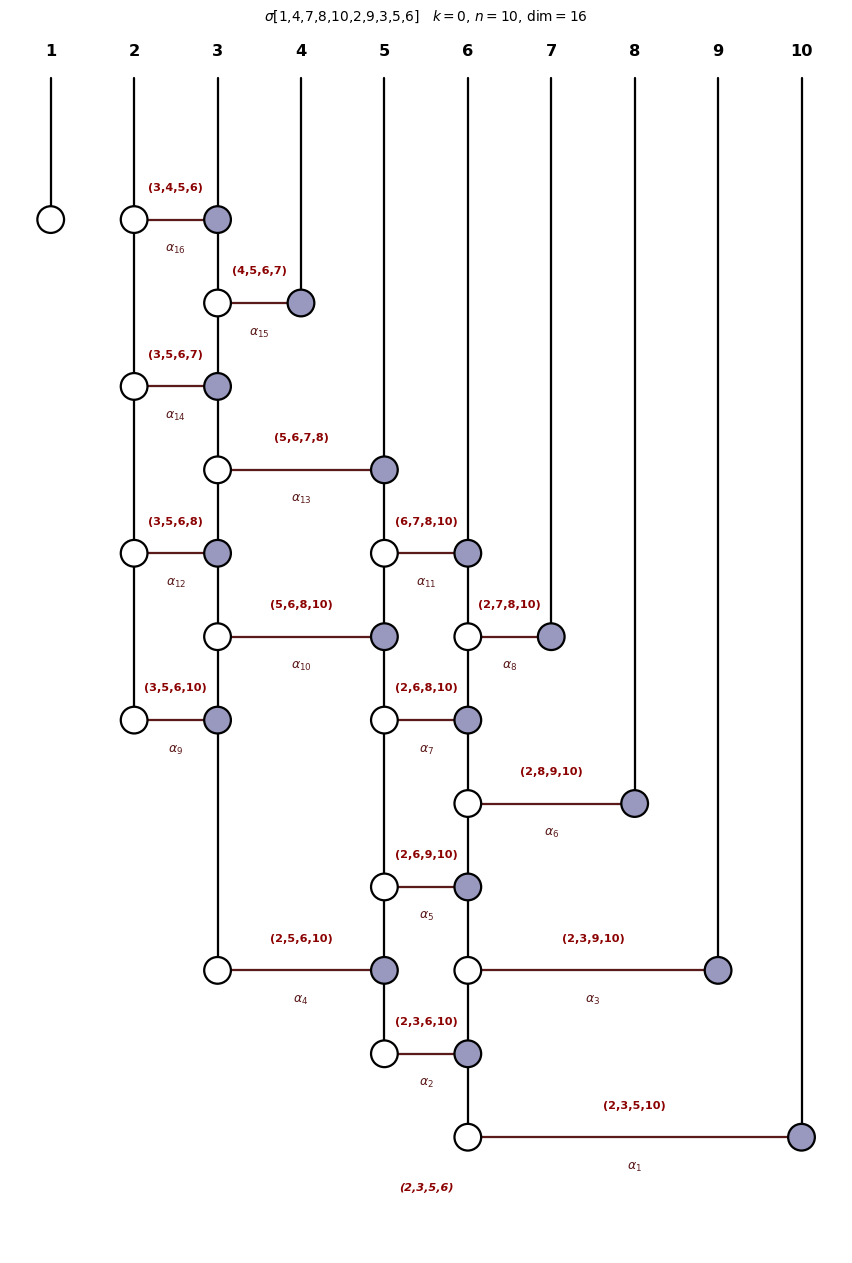 σ[1,4,7,8,10,2,9,3,5,6]   k=0, n=10, dim=16
1 2 3 4 5 6 7 8 9 10
(3,4,5,6)
α₁₆
(4,5,6,7)
α₁₅
(3,5,6,7)
α₁₄
(5,6,7,8)
α₁₃
(3,5,6,8) (6,7,8,10)
α₁₂ α₁₁
(5,6,8,10) (2,7,8,10)
α₁₀ α₈
(3,5,6,10) (2,6,8,10)
α₉ α₇
(2,8,9,10)
α₆
(2,6,9,10)
α₅
(2,5,6,10) (2,3,9,10)
α₄ α₃
(2,3,6,10)
α₂
(2,3,5,10)
α₁
(2,3,5,6)